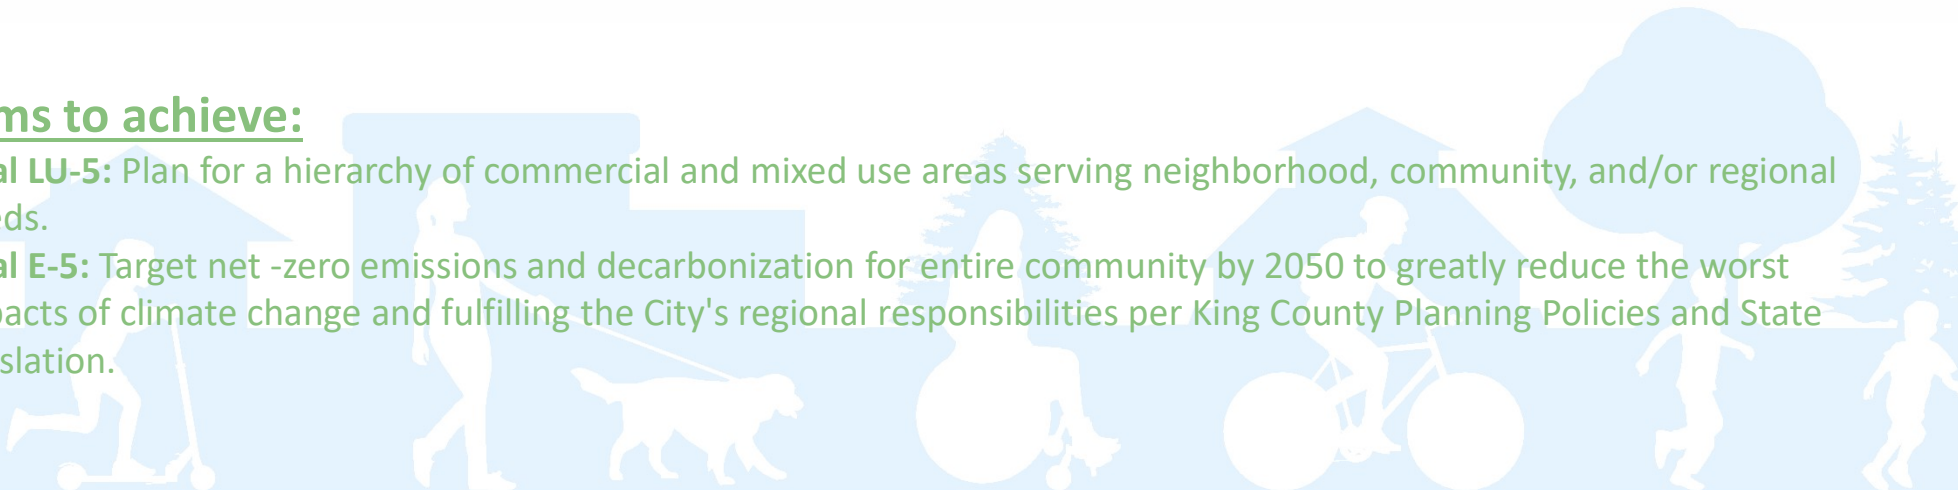 ms to achieve:
al LU-5: Plan for a hierarchy of commercial and mixed use areas serving neighborhood, community, and/or regional
eds.
al E-5: Target net -zero emissions and decarbonization for entire community by 2050 to greatly reduce the worst
pacts of climate change and fulfilling the City's regional responsibilities per King County Planning Policies and State
islation.